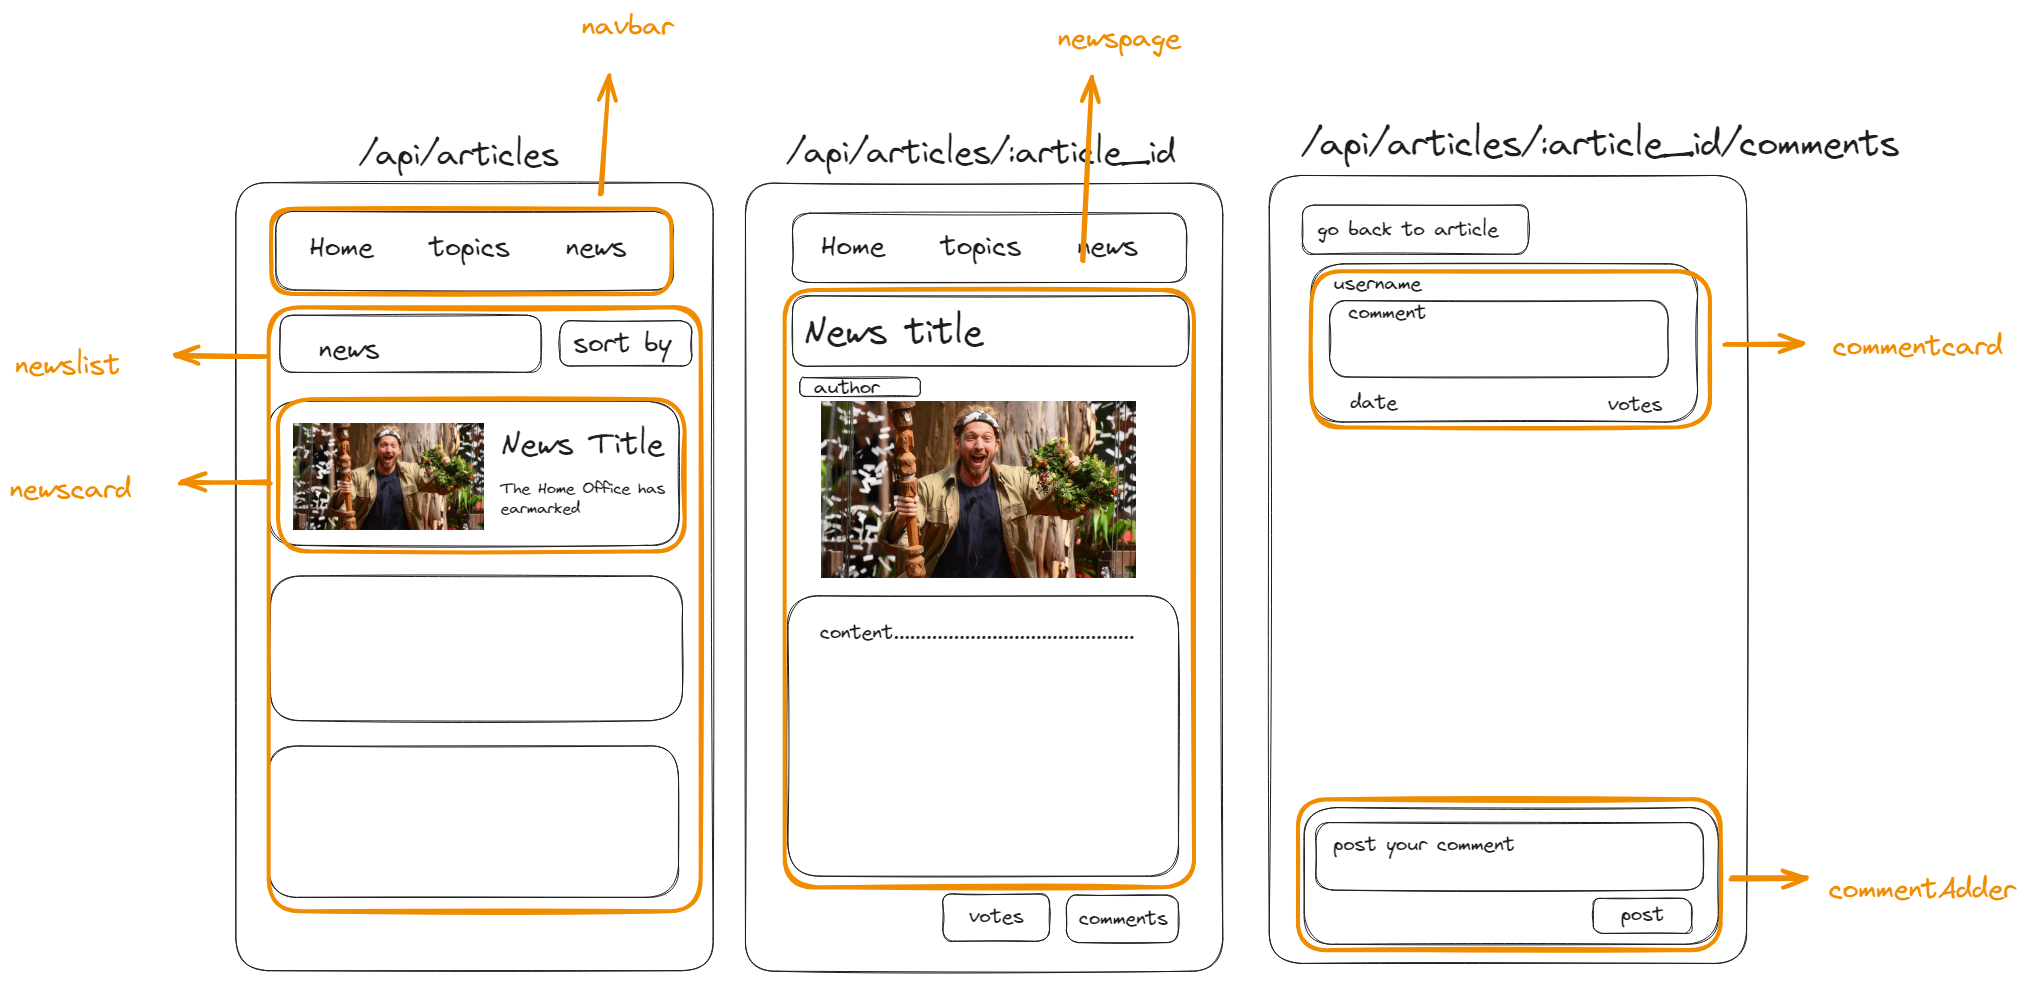 navbar
newspage
/api/articles
/api/articles/:article_id
/api/articles/:article_id/comments
Home topics news
news
sort by
News Title
The Home Office has
earmarked
newslist
newscard
Home topics news
News title
author
content............................................
votes
comments
go back to article
username
comment
date
votes
commentcard
post your comment
post
commentAdder